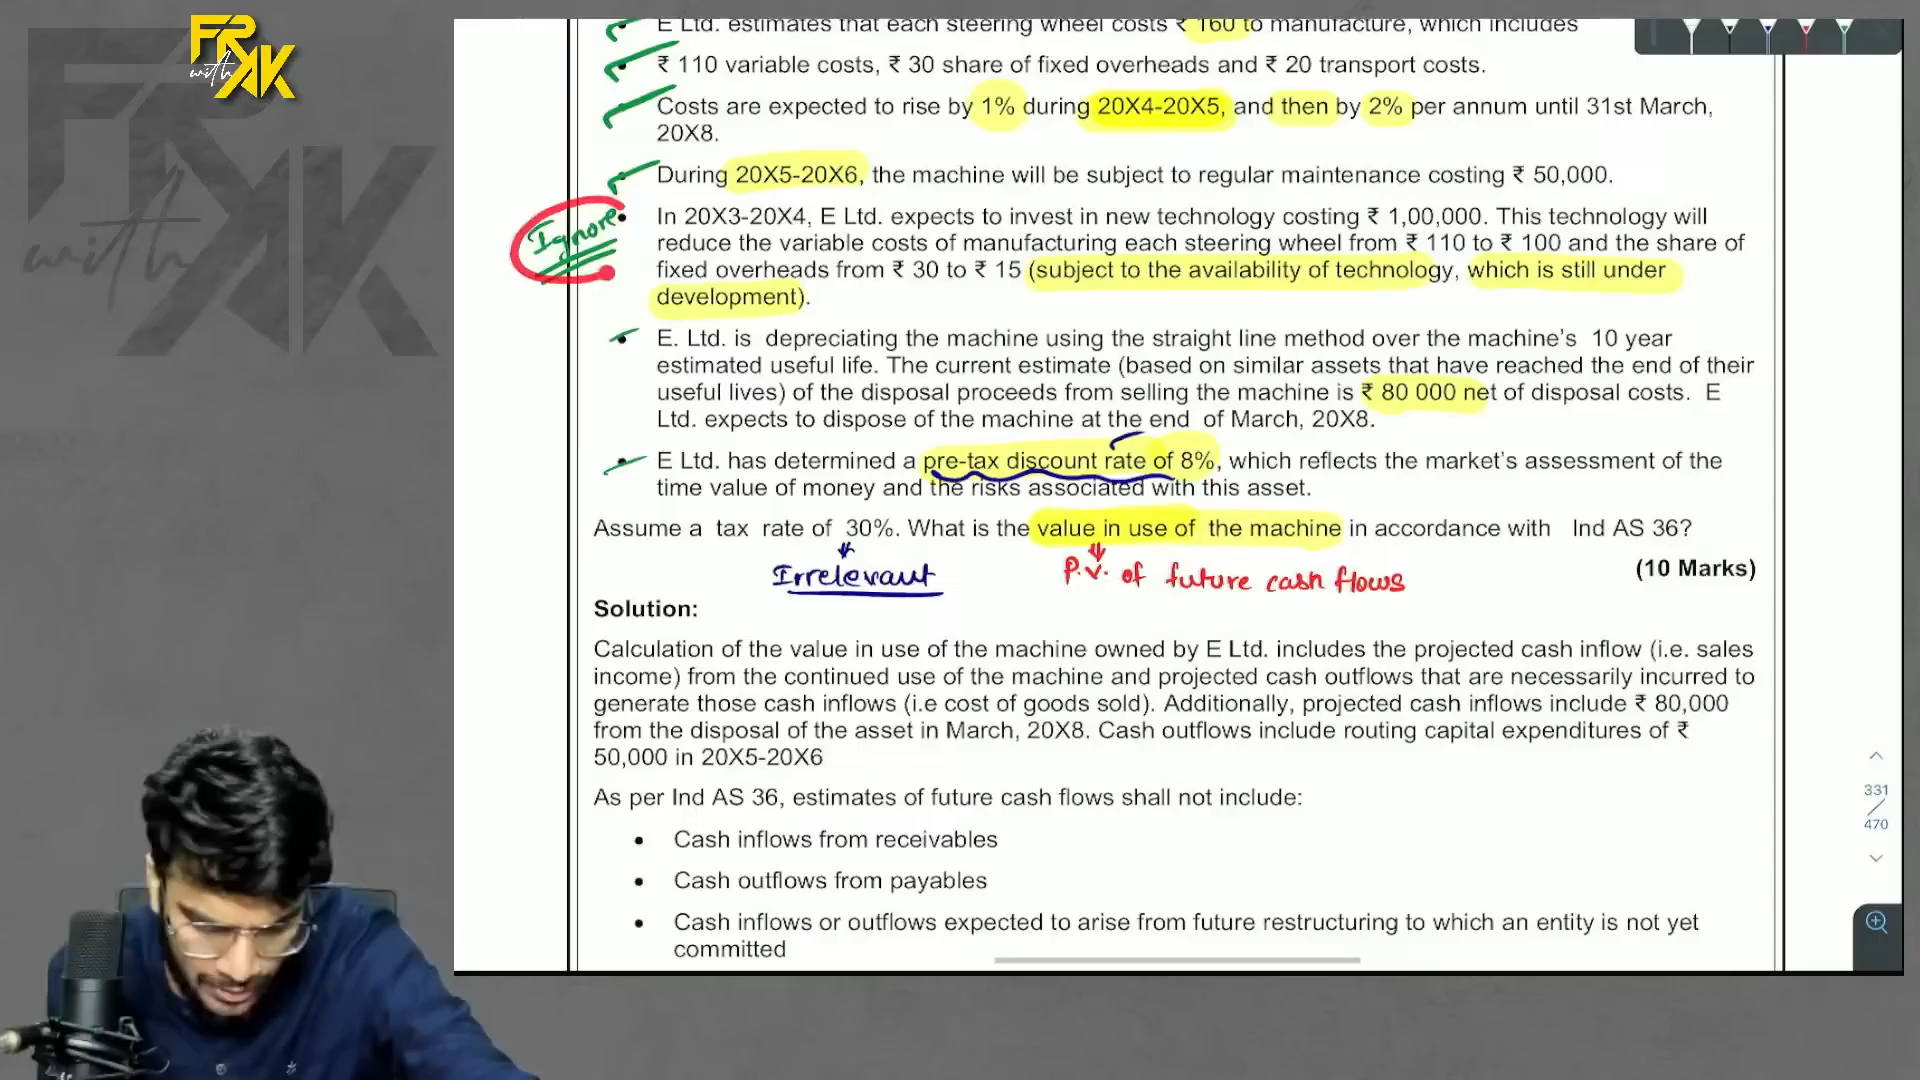 FR
with AK
FR
with AK
E Ltd. estimates that each steering wheel costs ₹ 160 to manufacture, which includes
• ₹ 110 variable costs, ₹ 30 share of fixed overheads and ₹ 20 transport costs.
Costs are expected to rise by 1% during 20X4-20X5, and then by 2% per annum until 31st March,
20X8.
During 20X5-20X6, the machine will be subject to regular maintenance costing ₹ 50,000.
Ignore
• In 20X3-20X4, E Ltd. expects to invest in new technology costing ₹ 1,00,000. This technology will
reduce the variable costs of manufacturing each steering wheel from ₹ 110 to ₹ 100 and the share of
fixed overheads from ₹ 30 to ₹ 15 (subject to the availability of technology, which is still under
development).
• E. Ltd. is depreciating the machine using the straight line method over the machine's 10 year
estimated useful life. The current estimate (based on similar assets that have reached the end of their
useful lives) of the disposal proceeds from selling the machine is ₹ 80 000 net of disposal costs. E
Ltd. expects to dispose of the machine at the end of March, 20X8.
• E Ltd. has determined a pre-tax discount rate of 8%, which reflects the market's assessment of the
time value of money and the risks associated with this asset.
Assume a tax rate of 30%. What is the value in use of the machine in accordance with Ind AS 36?
(10 Marks)
Irrelevant
P.V. of future cash flows
Solution:
Calculation of the value in use of the machine owned by E Ltd. includes the projected cash inflow (i.e. sales
income) from the continued use of the machine and projected cash outflows that are necessarily incurred to
generate those cash inflows (i.e cost of goods sold). Additionally, projected cash inflows include ₹ 80,000
from the disposal of the asset in March, 20X8. Cash outflows include routing capital expenditures of ₹
50,000 in 20X5-20X6
As per Ind AS 36, estimates of future cash flows shall not include:
• Cash inflows from receivables
• Cash outflows from payables
• Cash inflows or outflows expected to arise from future restructuring to which an entity is not yet
committed
331
470